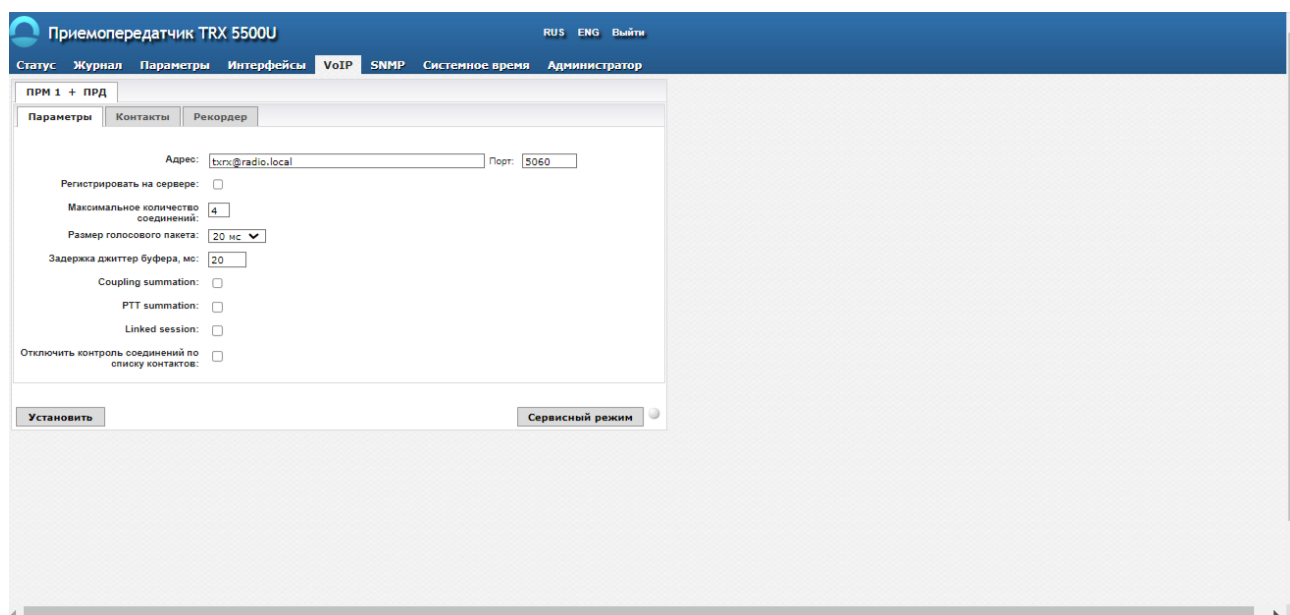 Приемопередатчик TRX 5500U RUS ENG Выйти
Статус Журнал Параметры Интерфейсы VoIP SNMP Системное время Администратор
ПРМ 1 + ПРД
Параметры Контакты Рекордер
Адрес: txrx@radio.local Порт: 5060
Регистрировать на сервере:
Максимальное количество
соединений: 4
Размер голосового пакета: 20 мс
Задержка джиттер буфера, мс: 20
Coupling summation:
PTT summation:
Linked session:
Отключить контроль соединений по
списку контактов:
Установить Сервисный режим